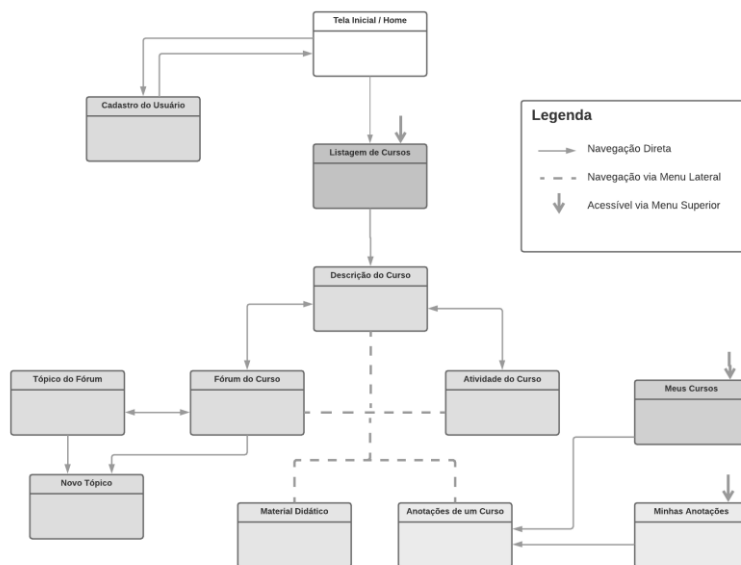 Tela Inicial / Home
Cadastro do Usuário
Legenda
Navegação Direta
Navegação via Menu Lateral
Acessível via Menu Superior
Listagem de Cursos
Descrição do Curso
Tópico do Fórum
Fórum do Curso
Atividade do Curso
Meus Cursos
Novo Tópico
Material Didático
Anotações de um Curso
Minhas Anotações